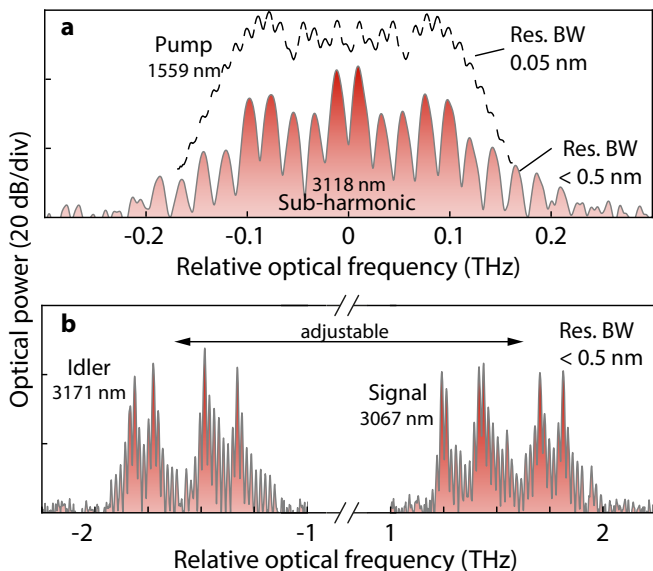 a
Pump
1559 nm
Res. BW
0.05 nm
Res. BW
< 0.5 nm
3118 nm
Sub-harmonic
-0.2
-0.1
0
0.1
0.2
Relative optical frequency (THz)
Optical power (20 dB/div)
b
adjustable
Res. BW
< 0.5 nm
Idler
3171 nm
Signal
3067 nm
-2
-1
1
2
Relative optical frequency (THz)